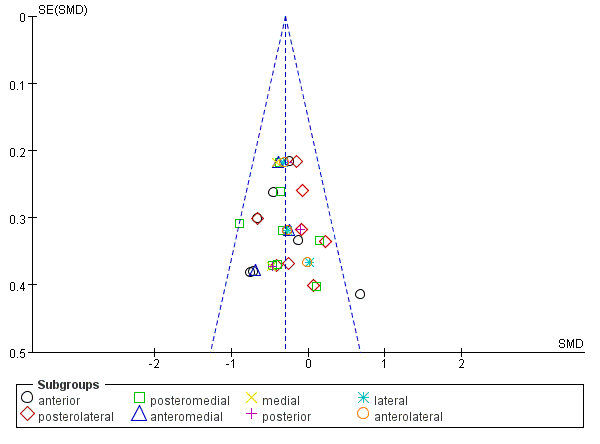 SE(SMD)
0
0.1
0.2
0.3
0.4
0.5
-2 -1 0 1 2
SMD
Subgroups
anterior posteromedial medial lateral
posterolateral anteromedial posterior anterolateral